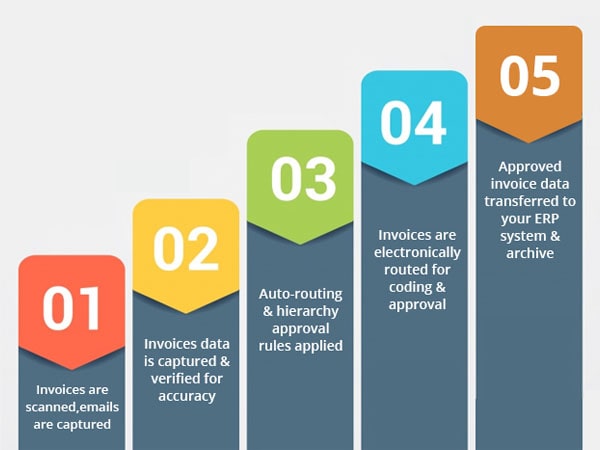 01
Invoices are
scanned,emails
are captured
02
Invoices data
is captured &
verified for
accuracy
03
Auto-routing
& hierarchy
approval
rules applied
04
Invoices are
electronically
routed for
coding &
approval
05
Approved
invoice data
transferred to
your ERP
system &
archive